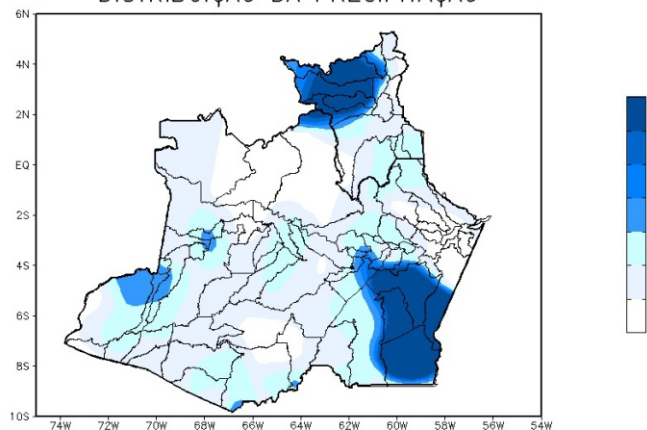 DISTRIBUIÇÃO DA PRECIPITAÇÃO
6N
4N
2N
EQ
2S
4S
6S
8S
10S
74W 72W 70W 68W 66W 64W 62W 60W 58W 56W 54W